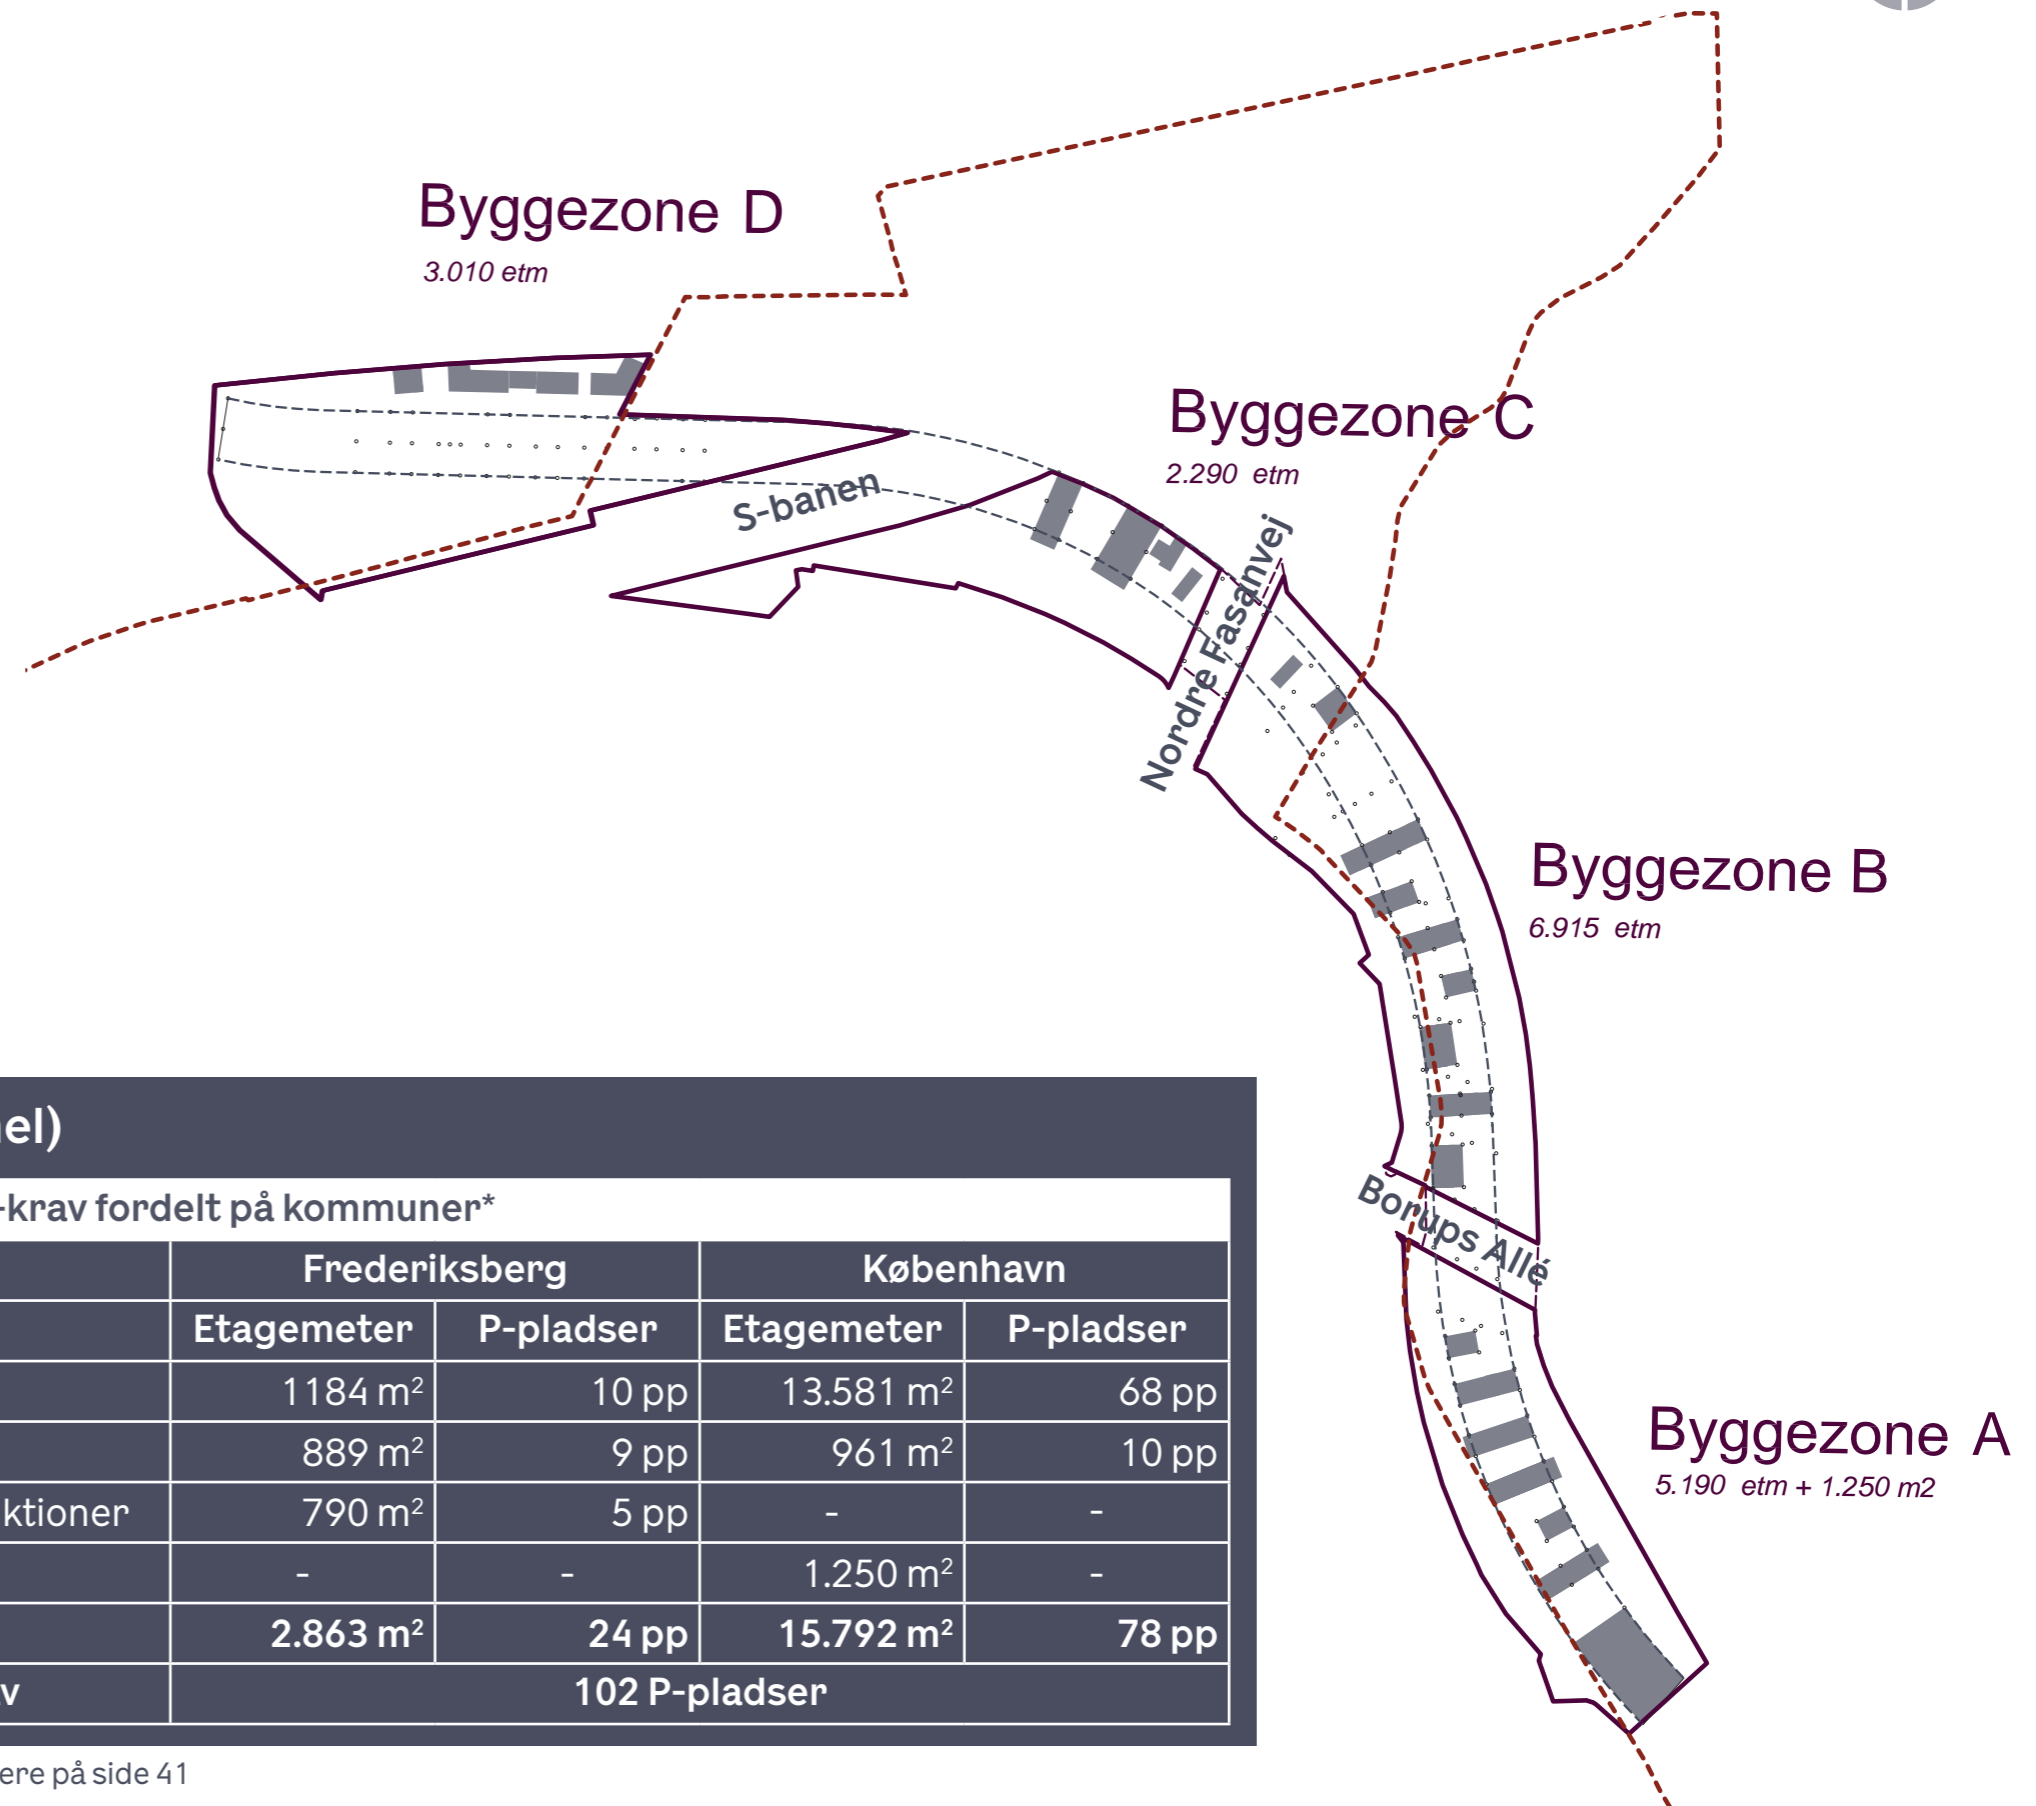 Byggezone D
3.010 etm
Byggezone C
2.290 etm
S-banen
Nordre Fasanvej
Byggezone B
6.915 etm
Borups Allé
Byggezone A
5.190 etm + 1.250 m2
el)
-krav fordelt på kommuner*
Frederiksberg København
Etagemeter P-pladser Etagemeter P-pladser
1184 m² 10 pp 13.581 m² 68 pp
889 m² 9 pp 961 m² 10 pp
ktioner 790 m² 5 pp - -
- - 1.250 m² -
2.863 m² 24 pp 15.792 m² 78 pp
v 102 P-pladser
ere på side 41